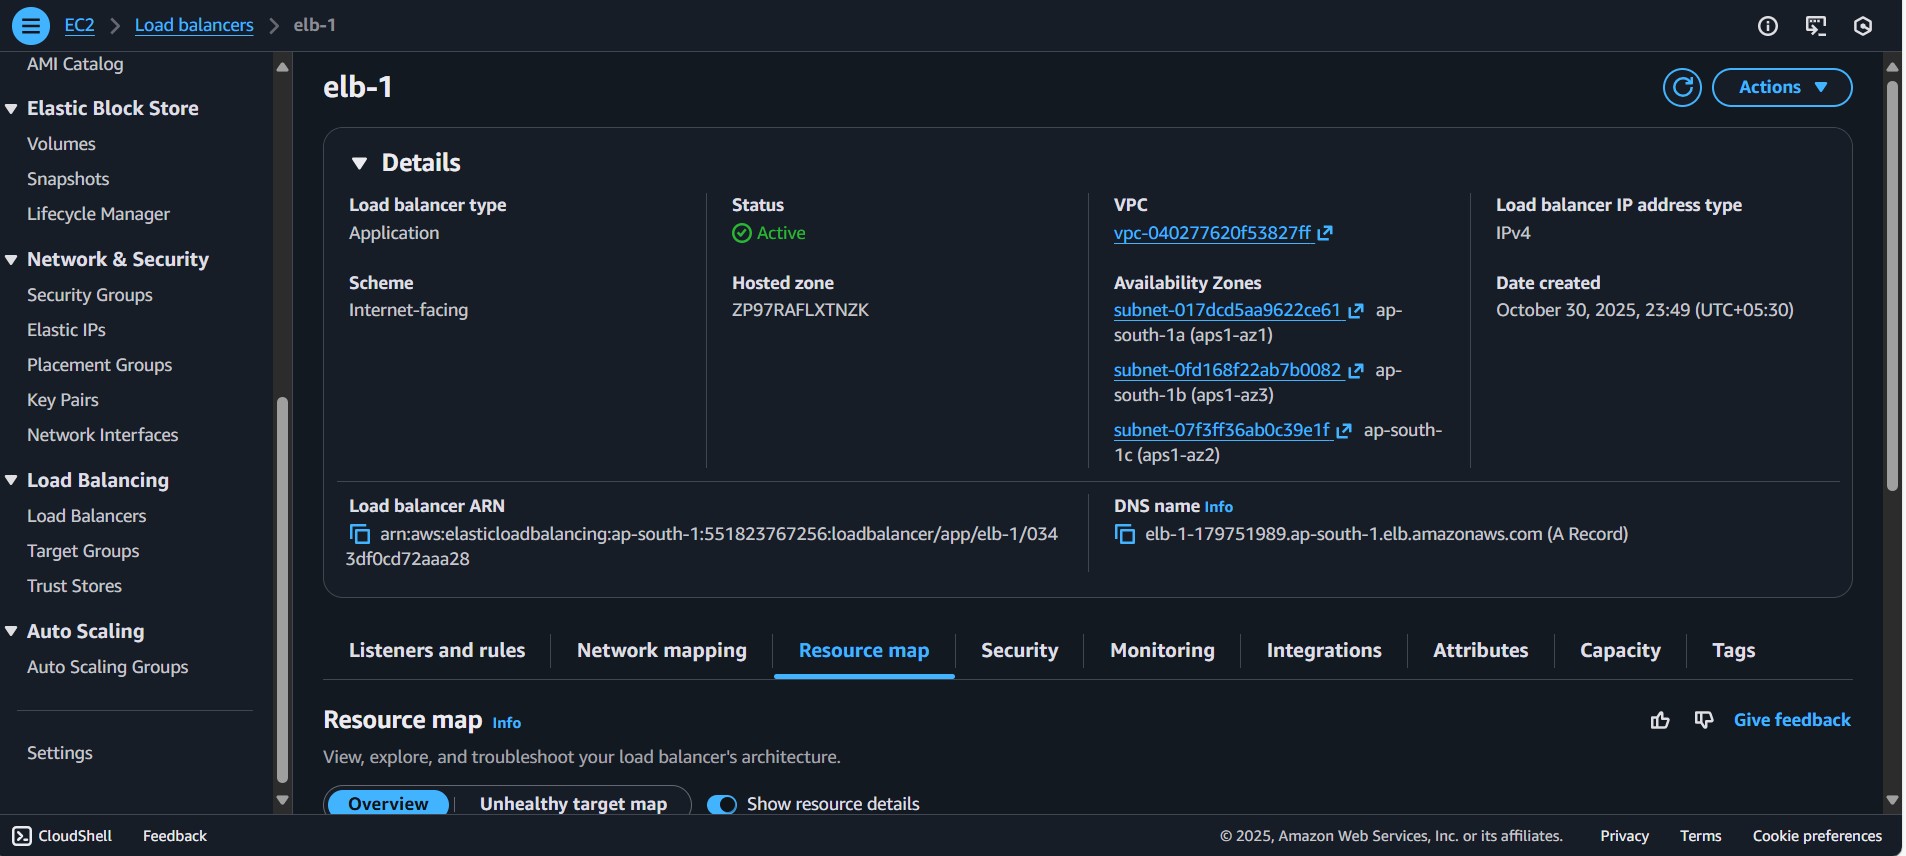 EC2 > Load balancers > elb-1
AMI Catalog
Elastic Block Store
Volumes
Snapshots
Lifecycle Manager
Network & Security
Security Groups
Elastic IPs
Placement Groups
Key Pairs
Network Interfaces
Load Balancing
Load Balancers
Target Groups
Trust Stores
Auto Scaling
Auto Scaling Groups
Settings
elb-1
Actions
Details
Load balancer type
Application
Scheme
Internet-facing
Status
Active
Hosted zone
ZP97RAFLXTNZK
VPC
vpc-040277620f53827ff
Availability Zones
subnet-017dcd5aa9622ce61 ap-
south-1a (aps1-az1)
subnet-0fd168f22ab7b0082 ap-
south-1b (aps1-az3)
subnet-07f3ff36ab0c39e1f ap-south-
1c (aps1-az2)
Load balancer IP address type
IPv4
Date created
October 30, 2025, 23:49 (UTC+05:30)
Load balancer ARN
arn:aws:elasticloadbalancing:ap-south-1:551823767256:loadbalancer/app/elb-1/034
3df0cd72aaa28
DNS name Info
elb-1-179751989.ap-south-1.elb.amazonaws.com (A Record)
Listeners and rules
Network mapping
Resource map
Security
Monitoring
Integrations
Attributes
Capacity
Tags
Resource map Info
Give feedback
View, explore, and troubleshoot your load balancer's architecture.
Overview
Unhealthy target map
Show resource details
CloudShell
Feedback
© 2025, Amazon Web Services, Inc. or its affiliates.
Privacy
Terms
Cookie preferences